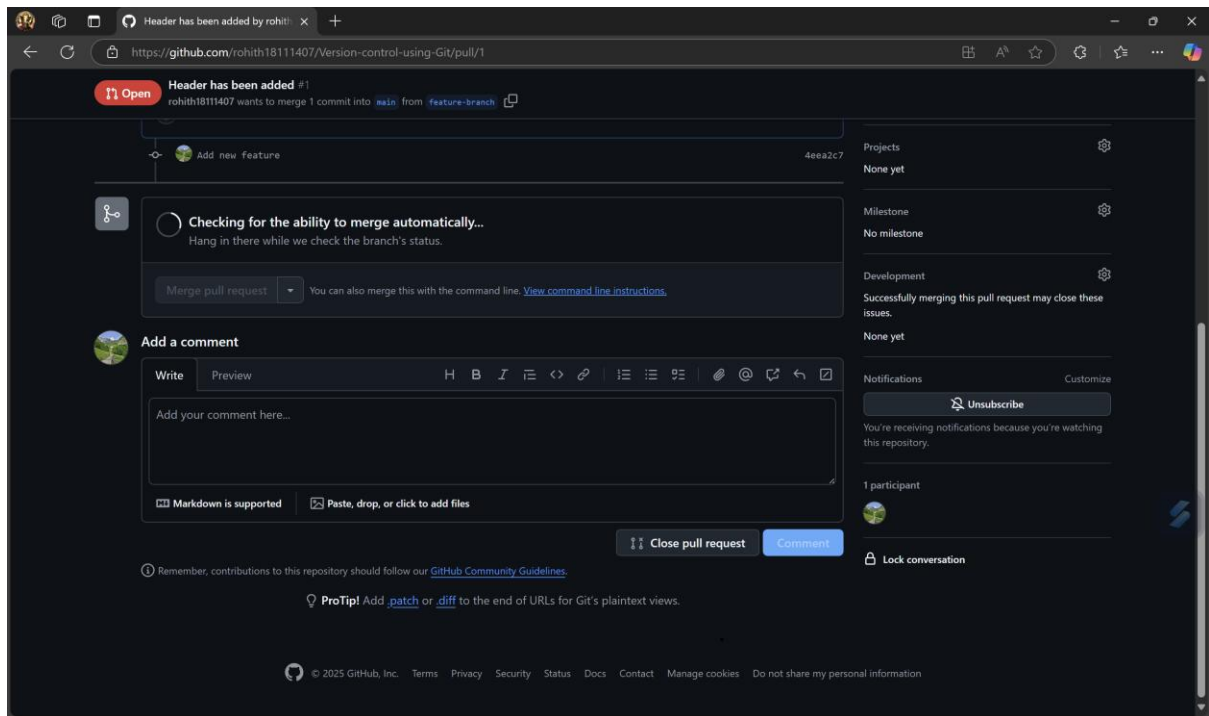 Header has been added by rohith
https://github.com/rohith18111407/Version-control-using-Git/pull/1
Open
Header has been added #1
rohith18111407 wants to merge 1 commit into main from feature-branch
Add new feature 4eea2c7
Checking for the ability to merge automatically...
Hang in there while we check the branch's status.
Merge pull request
You can also merge this with the command line. View command line instructions.
Add a comment
Write Preview
Add your comment here...
Markdown is supported
Paste, drop, or click to add files
Close pull request
Comment
Remember, contributions to this repository should follow our GitHub Community Guidelines.
ProTip! Add .patch or .diff to the end of URLs for Git's plaintext views.
Projects
None yet
Milestone
No milestone
Development
Successfully merging this pull request may close these
issues.
None yet
Notifications Customize
Unsubscribe
You're receiving notifications because you're watching
this repository.
1 participant
Lock conversation
© 2025 GitHub, Inc. Terms Privacy Security Status Docs Contact Manage cookies Do not share my personal information